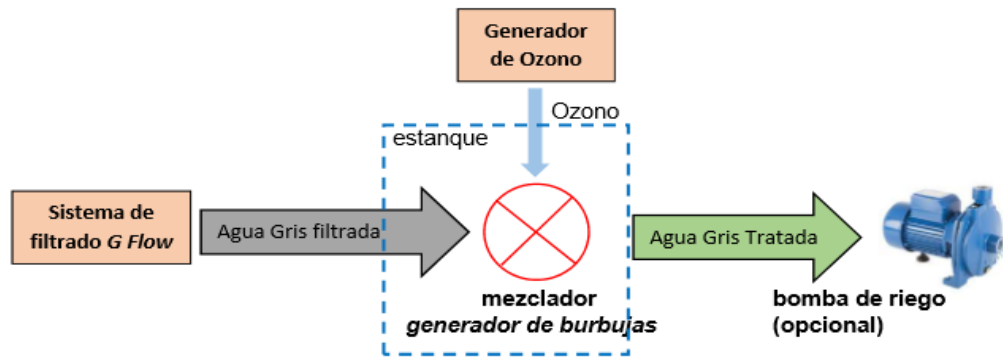 Generador
de Ozono
Ozono
estanque
Sistema de
filtrado G Flow
Agua Gris filtrada
Agua Gris Tratada
mezclador
generador de burbujas
bomba de riego
(opcional)